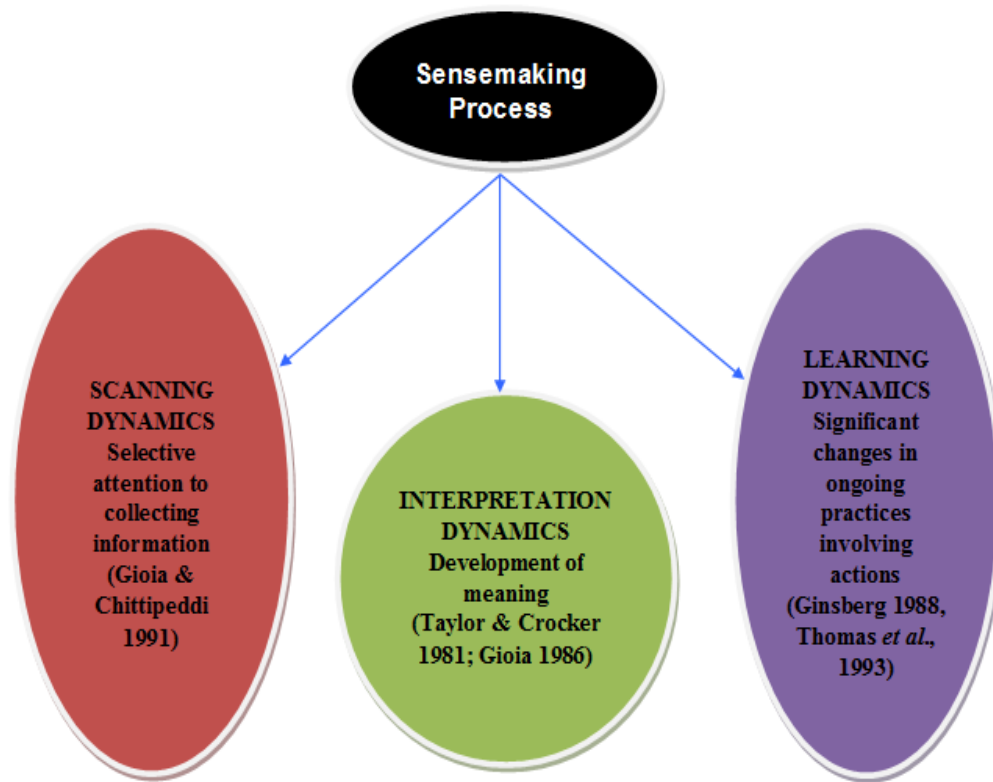 Sensemaking
Process
SCANNING
DYNAMICS
Selective
attention to
collecting
information
(Gioia &
Chittipeddi
1991)
INTERPRETATION
DYNAMICS
Development of
meaning
(Taylor & Crocker
1981; Gioia 1986)
LEARNING
DYNAMICS
Significant
changes in
ongoing
practices
involving
actions
(Ginsberg 1988,
Thomas et al.,
1993)